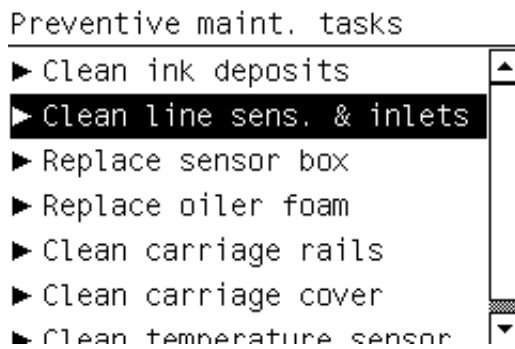 Preventive maint. tasks
Clean ink deposits
Clean line sens. & inlets
Replace sensor box
Replace oiler foam
Clean carriage rails
Clean carriage cover
Clean temperature sensor